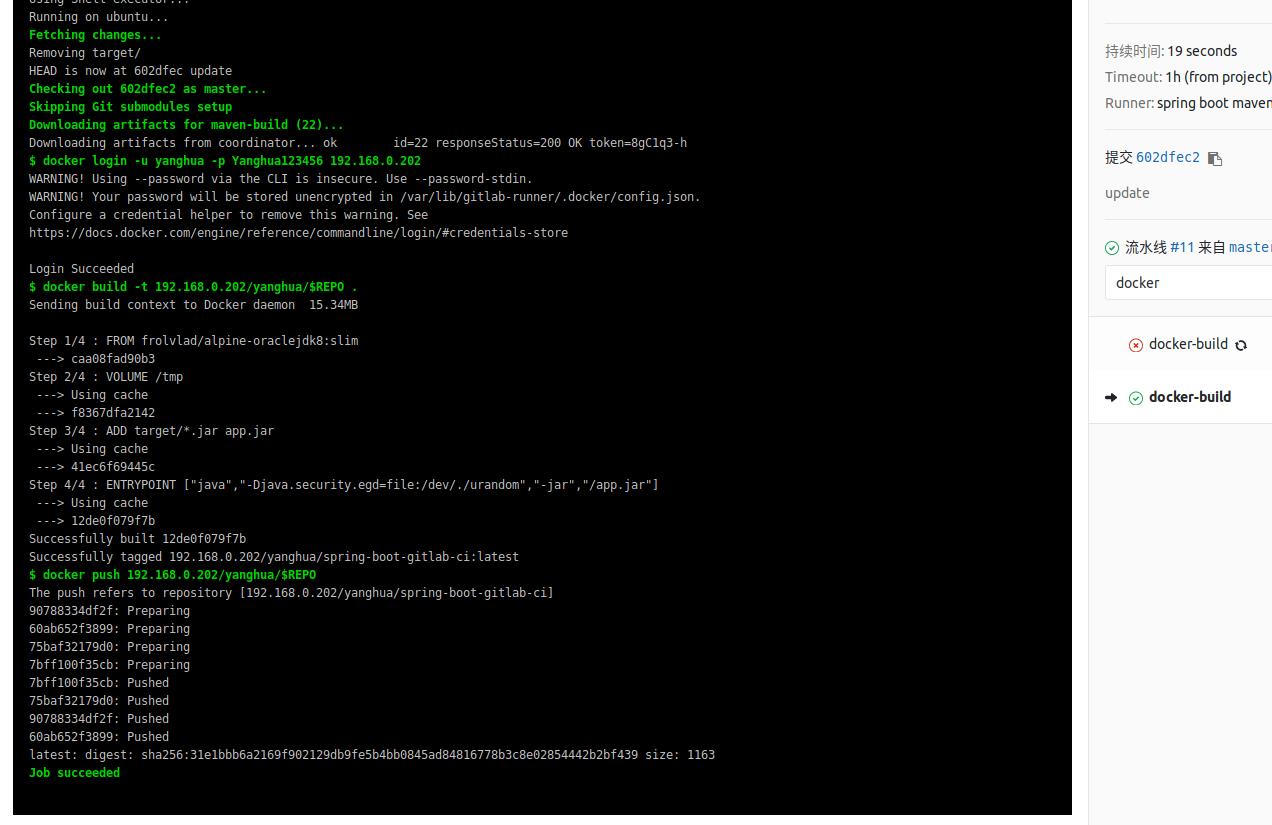 Using Shell executor...
Running on ubuntu...
Fetching changes...
Removing target/
HEAD is now at 602dfec update
Checking out 602dfec2 as master...
Skipping Git submodules setup
Downloading artifacts for maven-build (22)...
Downloading artifacts from coordinator... ok        id=22 responseStatus=200 OK token=8gC1q3-h
$ docker login -u yanghua -p Yanghua123456 192.168.0.202
WARNING! Using --password via the CLI is insecure. Use --password-stdin.
WARNING! Your password will be stored unencrypted in /var/lib/gitlab-runner/.docker/config.json.
Configure a credential helper to remove this warning. See
https://docs.docker.com/engine/reference/commandline/login/#credentials-store
Login Succeeded
$ docker build -t 192.168.0.202/yanghua/$REPO .
Sending build context to Docker daemon  15.34MB
Step 1/4 : FROM frolvlad/alpine-oraclejdk8:slim
 ---> caa08fad90b3
Step 2/4 : VOLUME /tmp
 ---> Using cache
 ---> f8367dfa2142
Step 3/4 : ADD target/*.jar app.jar
 ---> Using cache
 ---> 41ec6f69445c
Step 4/4 : ENTRYPOINT ["java","-Djava.security.egd=file:/dev/./urandom","-jar","/app.jar"]
 ---> Using cache
 ---> 12de0f079f7b
Successfully built 12de0f079f7b
Successfully tagged 192.168.0.202/yanghua/spring-boot-gitlab-ci:latest
$ docker push 192.168.0.202/yanghua/$REPO
The push refers to repository [192.168.0.202/yanghua/spring-boot-gitlab-ci]
90788334df2f: Preparing
60ab652f3899: Preparing
75baf32179d0: Preparing
7bff100f35cb: Preparing
7bff100f35cb: Pushed
75baf32179d0: Pushed
90788334df2f: Pushed
60ab652f3899: Pushed
latest: digest: sha256:31e1bbb6a2169f902129db9fe5b4bb0845ad84816778b3c8e02854442b2bf439 size: 1163
Job succeeded
持续时间: 19 seconds
Timeout: 1h (from project)
Runner: spring boot maven
提交 602dfec2
update
流水线 #11 来自 master
docker
docker-build
docker-build